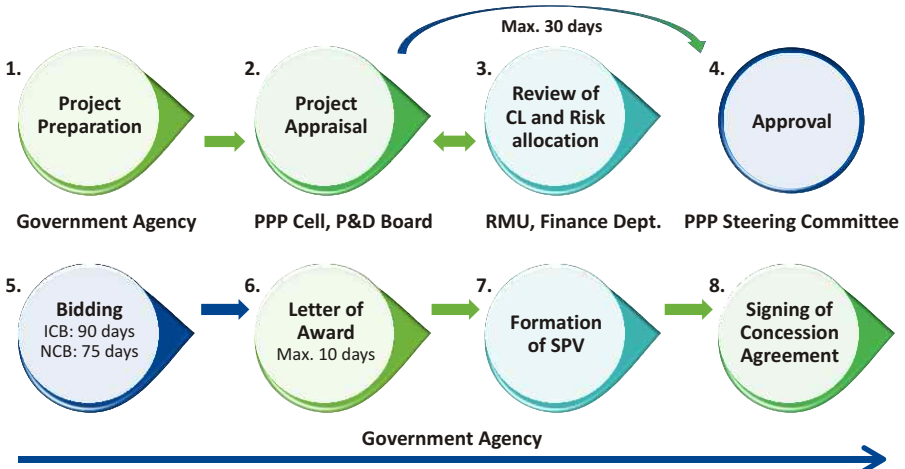 Max. 30 days
1.
Project
Preparation
2.
Project
Appraisal
3.
Review of
CL and Risk
allocation
4.
Approval
Government Agency
PPP Cell, P&D Board
RMU, Finance Dept.
PPP Steering Committee
5.
Bidding
ICB: 90 days
NCB: 75 days
6.
Letter of
Award
Max. 10 days
7.
Formation
of SPV
8.
Signing of
Concession
Agreement
Government Agency